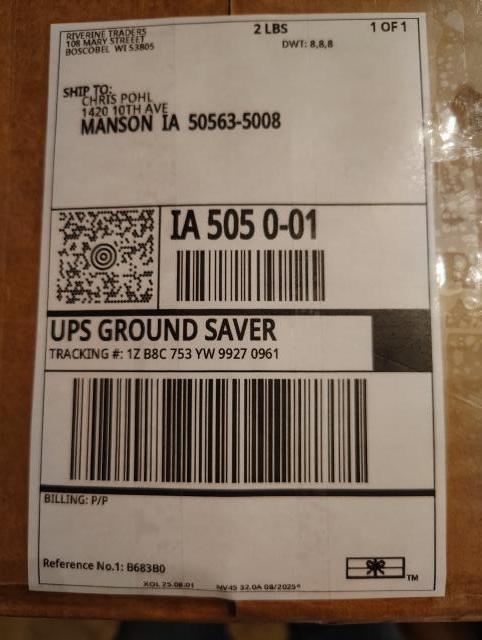 RIVERINE TRADERS
108 MARY STREEET
BOSCOBEL WI 53805
2 LBS
1 OF 1
DWT: 8,8,8
SHIP TO:
CHRIS POHL
1420 10TH AVE
MANSON IA 50563-5008
IA 505 0-01
UPS GROUND SAVER
TRACKING #: 1Z B8C 753 YW 9927 0961
BILLING: P/P
Reference No.1: B683B0
XOL 25.08.01
NV45 32.0A 08/2025*
TM